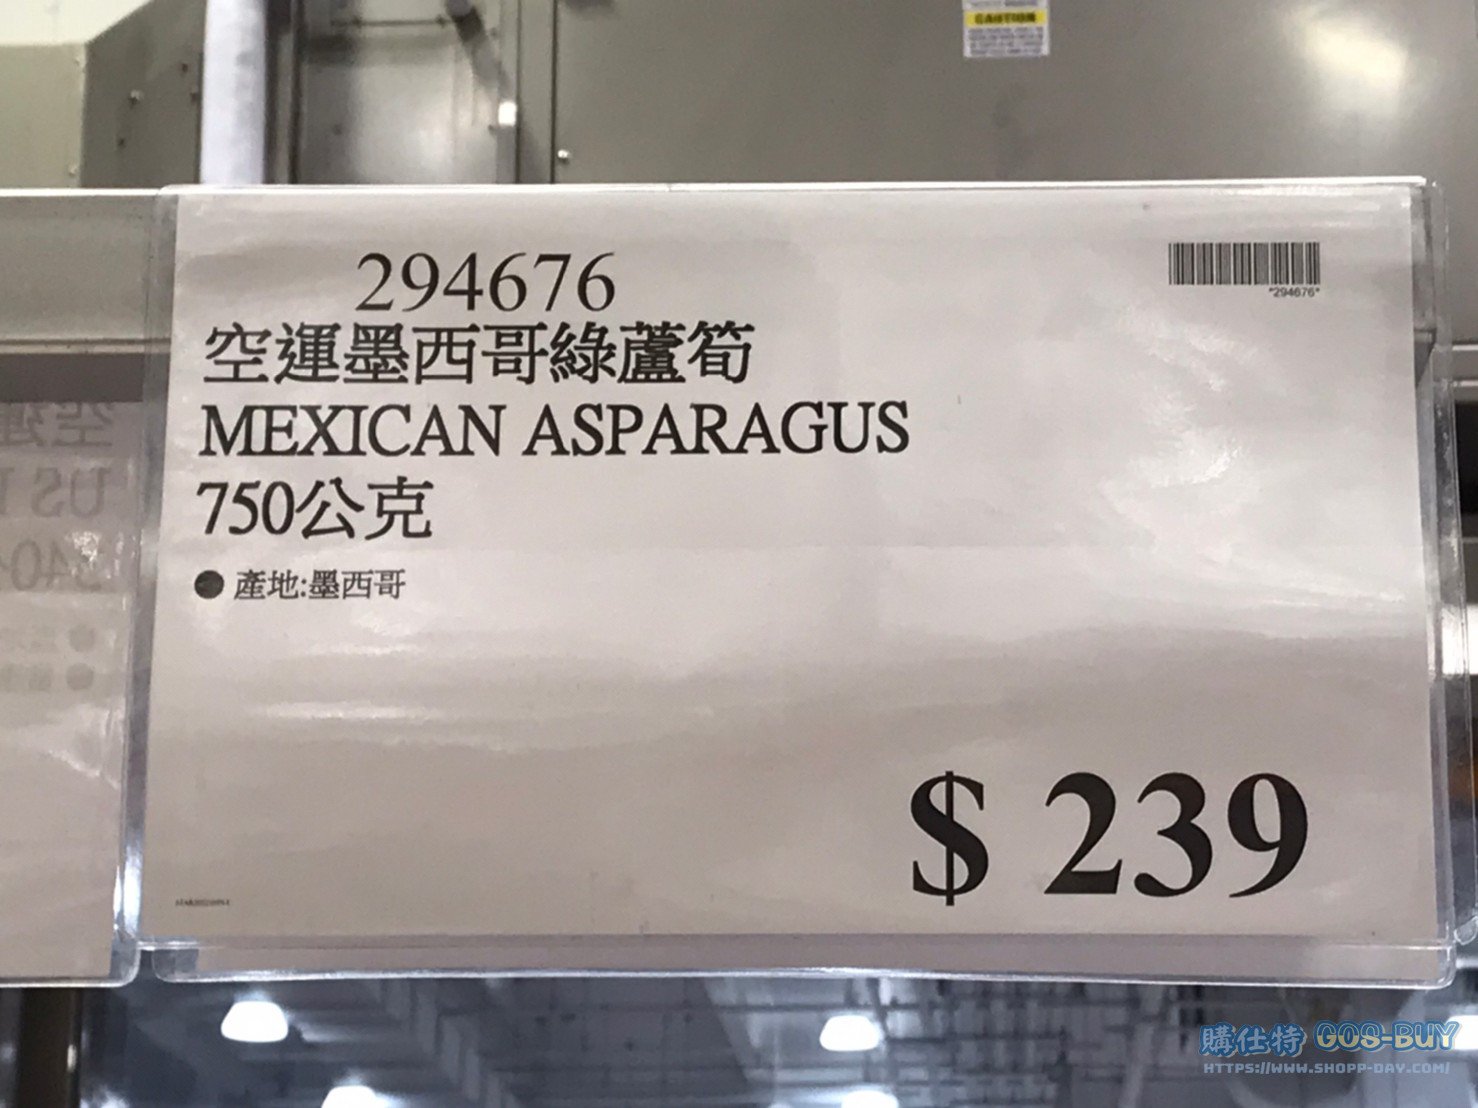 CAUTION
294676
"294676"
空運墨西哥綠蘆筍
MEXICAN ASPARAGUS
750公克
● 產地:墨西哥
$ 239
購仕特 GOS-BUY
HTTPS://WWW.SHOPP-DAY.COM/